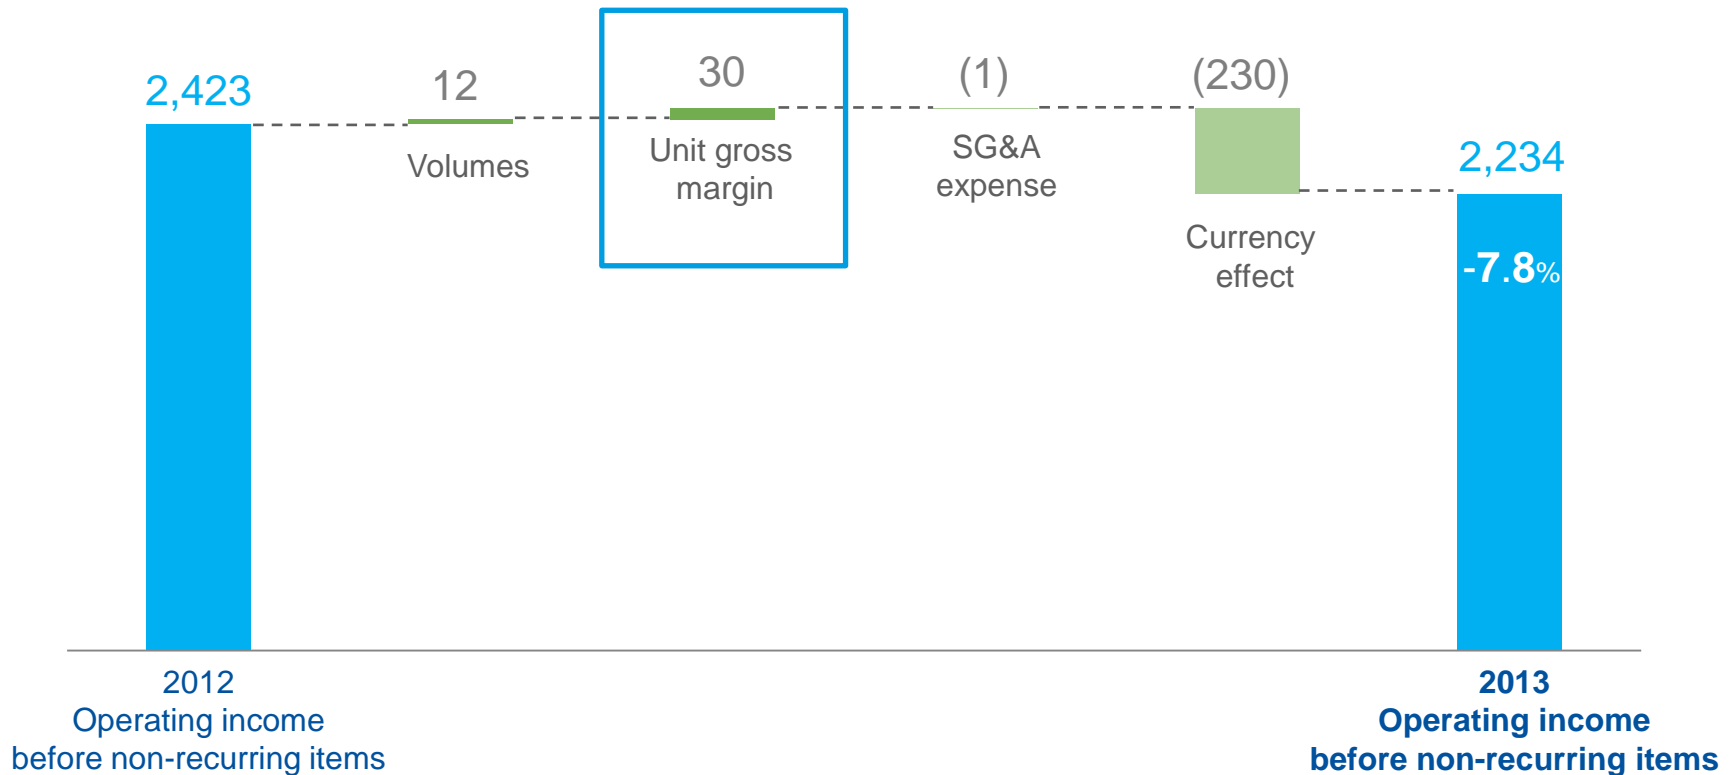 2,423
12
30
(1)
(230)
2,234
Volumes
Unit gross
margin
SG&A
expense
Currency
effect
-7.8%
2012
Operating income
before non-recurring items
2013
Operating income
before non-recurring items